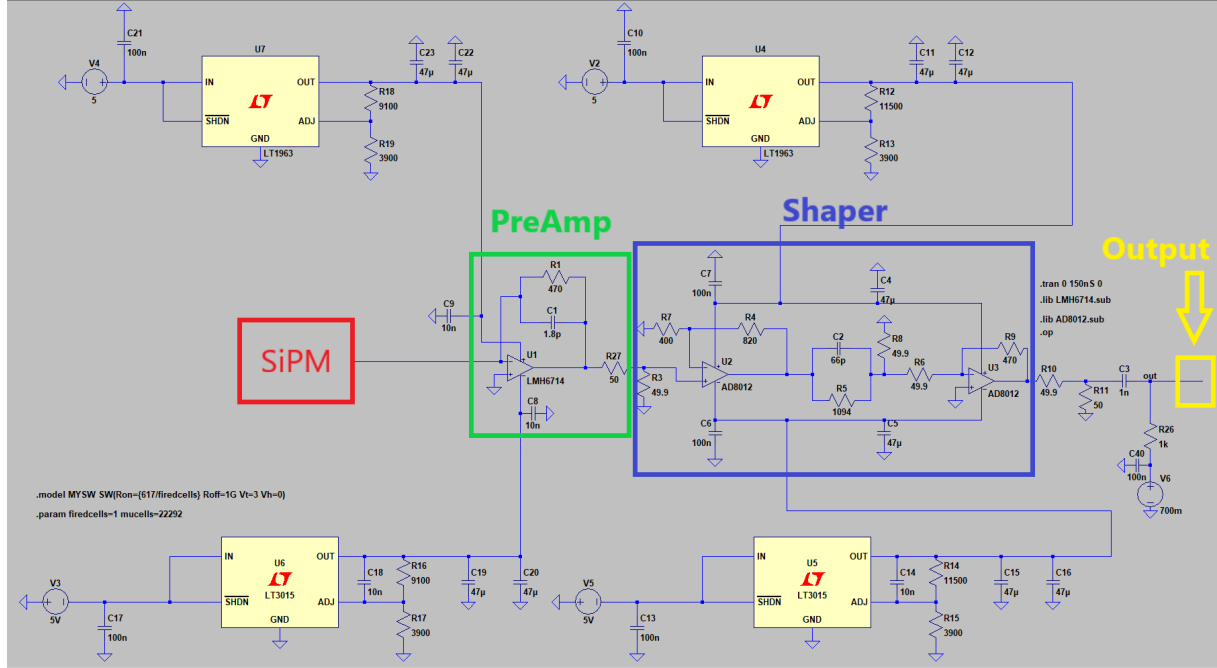 C21
100n
V4
5
U7
IN
OUT
SHDN
ADJ
GND
LT1963
C23
47µ
C22
47µ
R18
9100
R19
3900
C10
100n
V2
5
U4
IN
OUT
SHDN
ADJ
GND
LT1963
C11
47µ
C12
47µ
R12
11500
R13
3900
PreAmp
Shaper
Output
SiPM
C9
10n
R1
470
C1
1.8p
U1
LMH6714
C8
10n
R27
50
R3
49.9
C7
100n
R7
400
R4
820
U2
AD8012
C6
100n
C2
66p
R5
1094
C4
47µ
R8
49.9
R6
49.9
C5
47µ
R9
470
U3
AD8012
.tran 0 150nS 0
.lib LMH6714.sub
.lib AD8012.sub
.op
R10
49.9
R11
50
C3
1n
out
R26
1k
C40
100n
V6
700m
.model MYSW SW(Ron={617/firedcells} Roff=1G Vt=3 Vh=0)
.param firedcells=1 mucells=22292
V3
5V
C17
100n
IN
OUT
U6
LT3015
SHDN
ADJ
GND
C18
10n
R16
9100
R17
3900
C19
47µ
C20
47µ
V5
5V
C13
100n
IN
OUT
U5
LT3015
SHDN
ADJ
GND
C14
10n
R14
11500
R15
3900
C15
47µ
C16
47µ